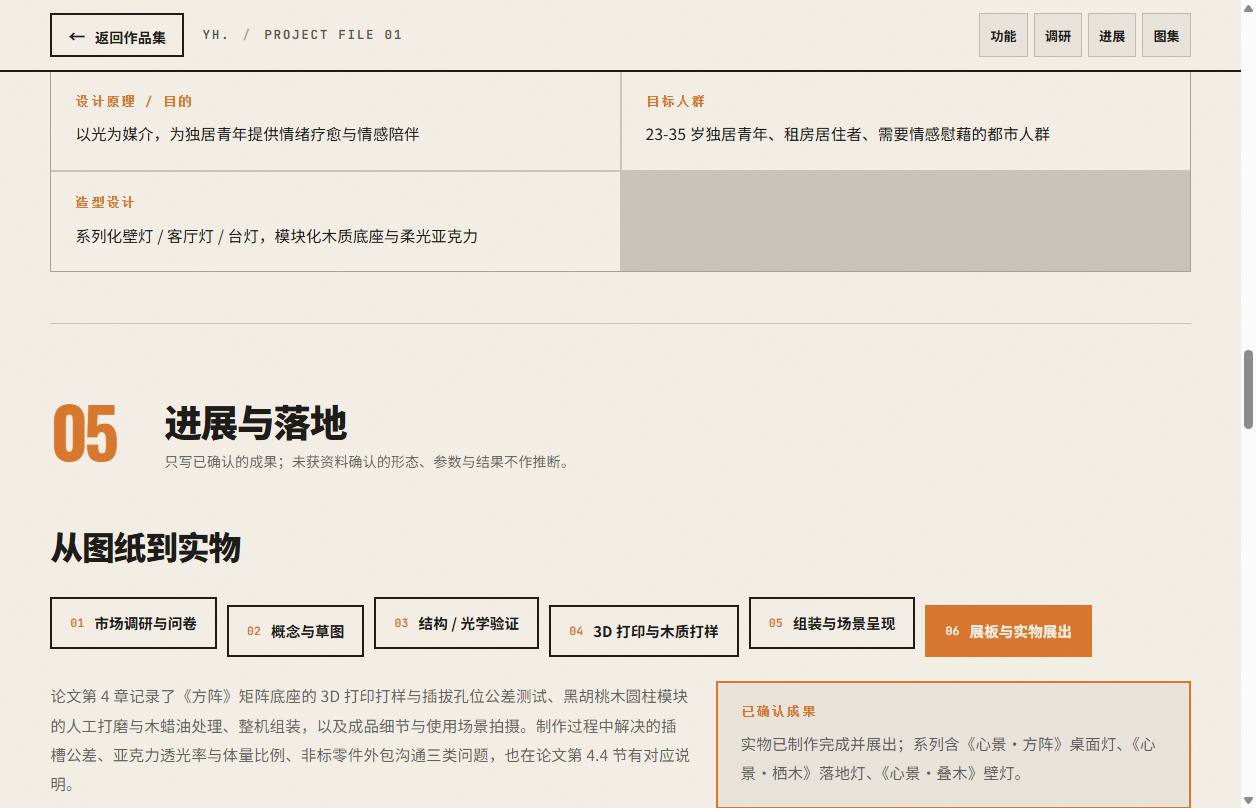 ← 返回作品集
YH. / PROJECT FILE 01
功能
调研
进展
图集
设计原理 / 目的
以光为媒介，为独居青年提供情绪疗愈与情感陪伴
目标人群
23-35 岁独居青年、租房居住者、需要情感慰藉的都市人群
造型设计
系列化壁灯 / 客厅灯 / 台灯，模块化木质底座与柔光亚克力
05
进展与落地
只写已确认的成果；未获资料确认的形态、参数与结果不作推断。
从图纸到实物
01 市场调研与问卷
02 概念与草图
03 结构 / 光学验证
04 3D 打印与木质打样
05 组装与场景呈现
06 展板与实物展出
论文第 4 章记录了《方阵》矩阵底座的 3D 打印打样与插拔孔位公差测试、黑胡桃木圆柱模块
的人工打磨与木蜡油处理、整机组装，以及成品细节与使用场景拍摄。制作过程中解决的插
槽公差、亚克力透光率与体量比例、非标零件外包沟通三类问题，也在论文第 4.4 节有对应说
明。
已确认成果
实物已制作完成并展出；系列含《心景・方阵》桌面灯、《心
景・栖木》落地灯、《心景・叠木》壁灯。